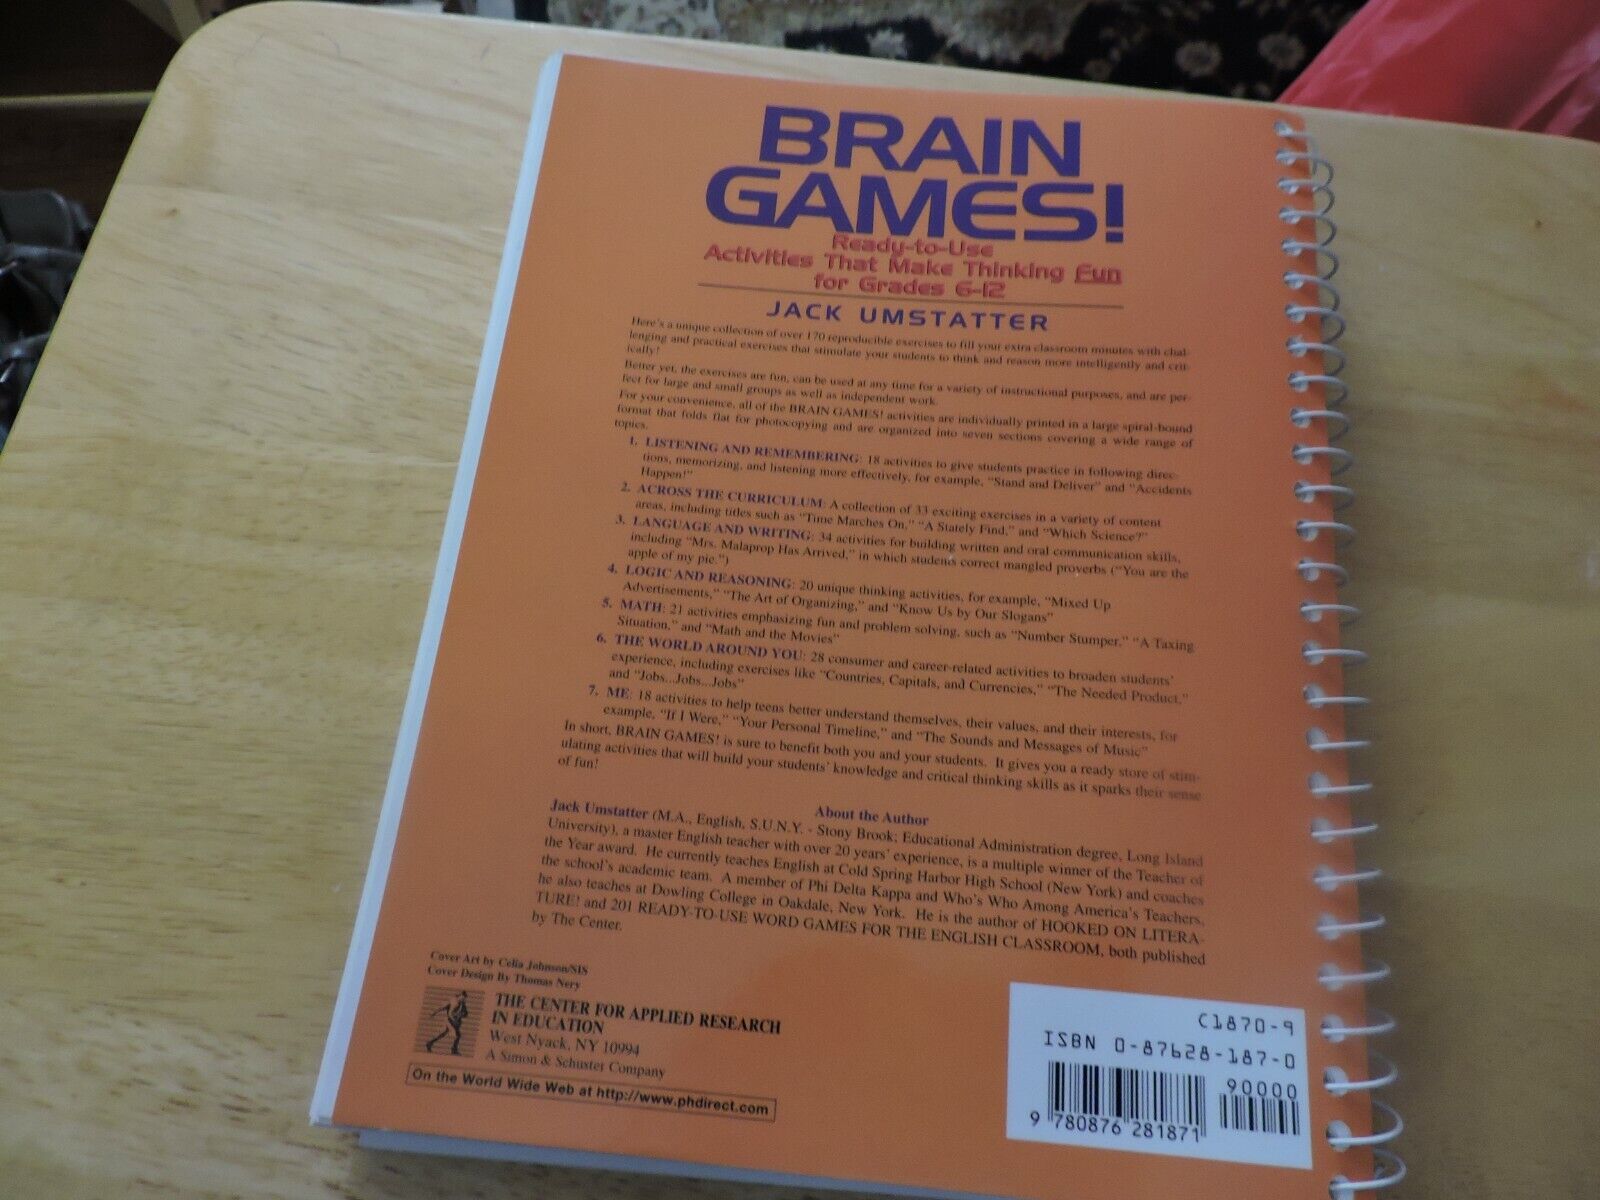 BRAIN
GAMES!
Ready-to-Use
Activities That Make Thinking Fun
for Grades 6-12
JACK UMSTATTER
Here's a unique collection of over 170 reproducible exercises to fill your extra classroom minutes with chal-
lenging and practical exercises that stimulate your students to think and reason more intelligently and crit-
ically!
Better yet, the exercises are fun, can be used at any time for a variety of instructional purposes, and are per-
fect for large and small groups as well as independent work.
For your convenience, all of the BRAIN GAMES! activities are individually printed in a large spiral-bound
format that folds flat for photocopying and are organized into seven sections covering a wide range of
topics.
1. LISTENING AND REMEMBERING: 18 activities to give students practice in following direc-
tions, memorizing, and listening more effectively, for example, "Stand and Deliver" and "Accidents
Happen!"
2. ACROSS THE CURRICULUM: A collection of 33 exciting exercises in a variety of content
areas, including titles such as "Time Marches On," "A Stately Find," and "Which Science?"
3. LANGUAGE AND WRITING: 34 activities for building written and oral communication skills,
including "Mrs. Malaprop Has Arrived," in which students correct mangled proverbs ("You are the
apple of my pie.")
4. LOGIC AND REASONING: 20 unique thinking activities, for example, "Mixed Up
Advertisements," "The Art of Organizing," and "Know Us by Our Slogans"
5. MATH: 21 activities emphasizing fun and problem solving, such as "Number Stumper," "A Taxing
Situation," and "Math and the Movies"
6. THE WORLD AROUND YOU: 28 consumer and career-related activities to broaden students'
experience, including exercises like "Countries, Capitals, and Currencies," "The Needed Product,"
and "Jobs...Jobs...Jobs"
7. ME: 18 activities to help teens better understand themselves, their values, and their interests, for
example, "If I Were," "Your Personal Timeline," and "The Sounds and Messages of Music"
In short, BRAIN GAMES! is sure to benefit both you and your students. It gives you a ready store of stim-
ulating activities that will build your students' knowledge and critical thinking skills as it sparks their sense
of fun!
About the Author
Jack Umstatter (M.A., English, S.U.N.Y. - Stony Brook; Educational Administration degree, Long Island
University), a master English teacher with over 20 years' experience, is a multiple winner of the Teacher of
the Year award. He currently teaches English at Cold Spring Harbor High School (New York) and coaches
the school's academic team. A member of Phi Delta Kappa and Who's Who Among America's Teachers,
he also teaches at Dowling College in Oakdale, New York. He is the author of HOOKED ON LITERA-
TURE! and 201 READY-TO-USE WORD GAMES FOR THE ENGLISH CLASSROOM, both published
by The Center.
Cover Art by Celia Johnson/SIS
Cover Design By Thomas Nery
THE CENTER FOR APPLIED RESEARCH
IN EDUCATION
West Nyack, NY 10994
A Simon & Schuster Company
On the World Wide Web at http://www.phdirect.com
C1870-9
ISBN 0-87628-187-0
90000
9 780876 281871